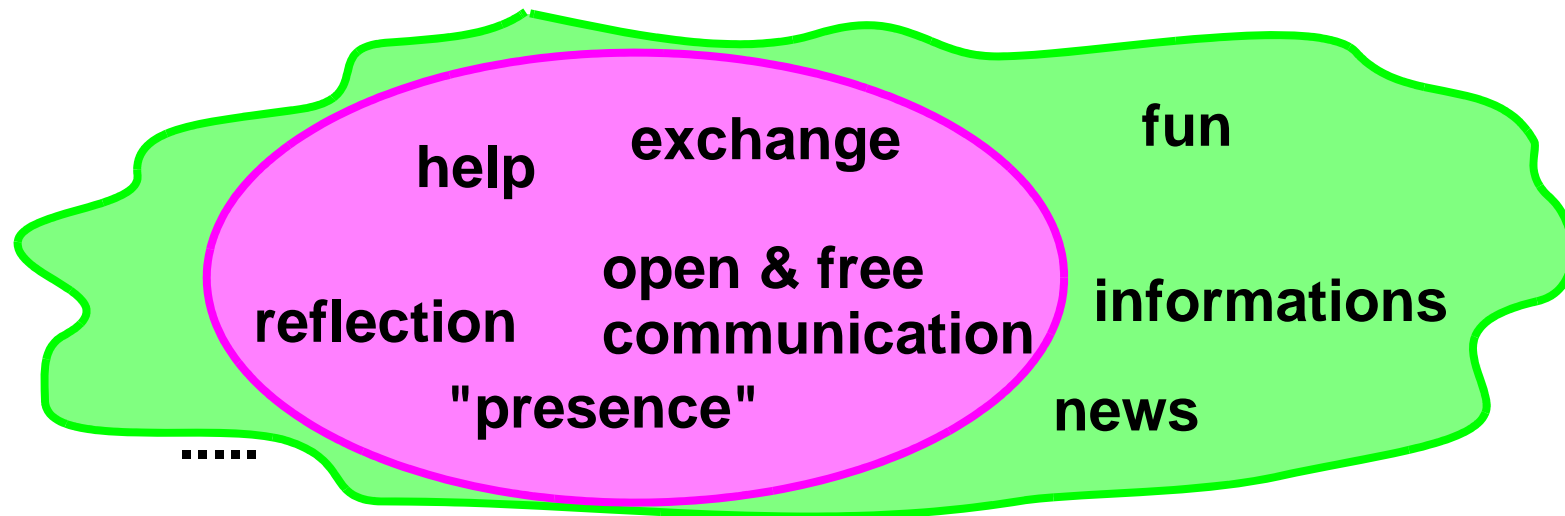 fun
exchange
help
open & free
communication
informations
reflection
"presence"
news
.....